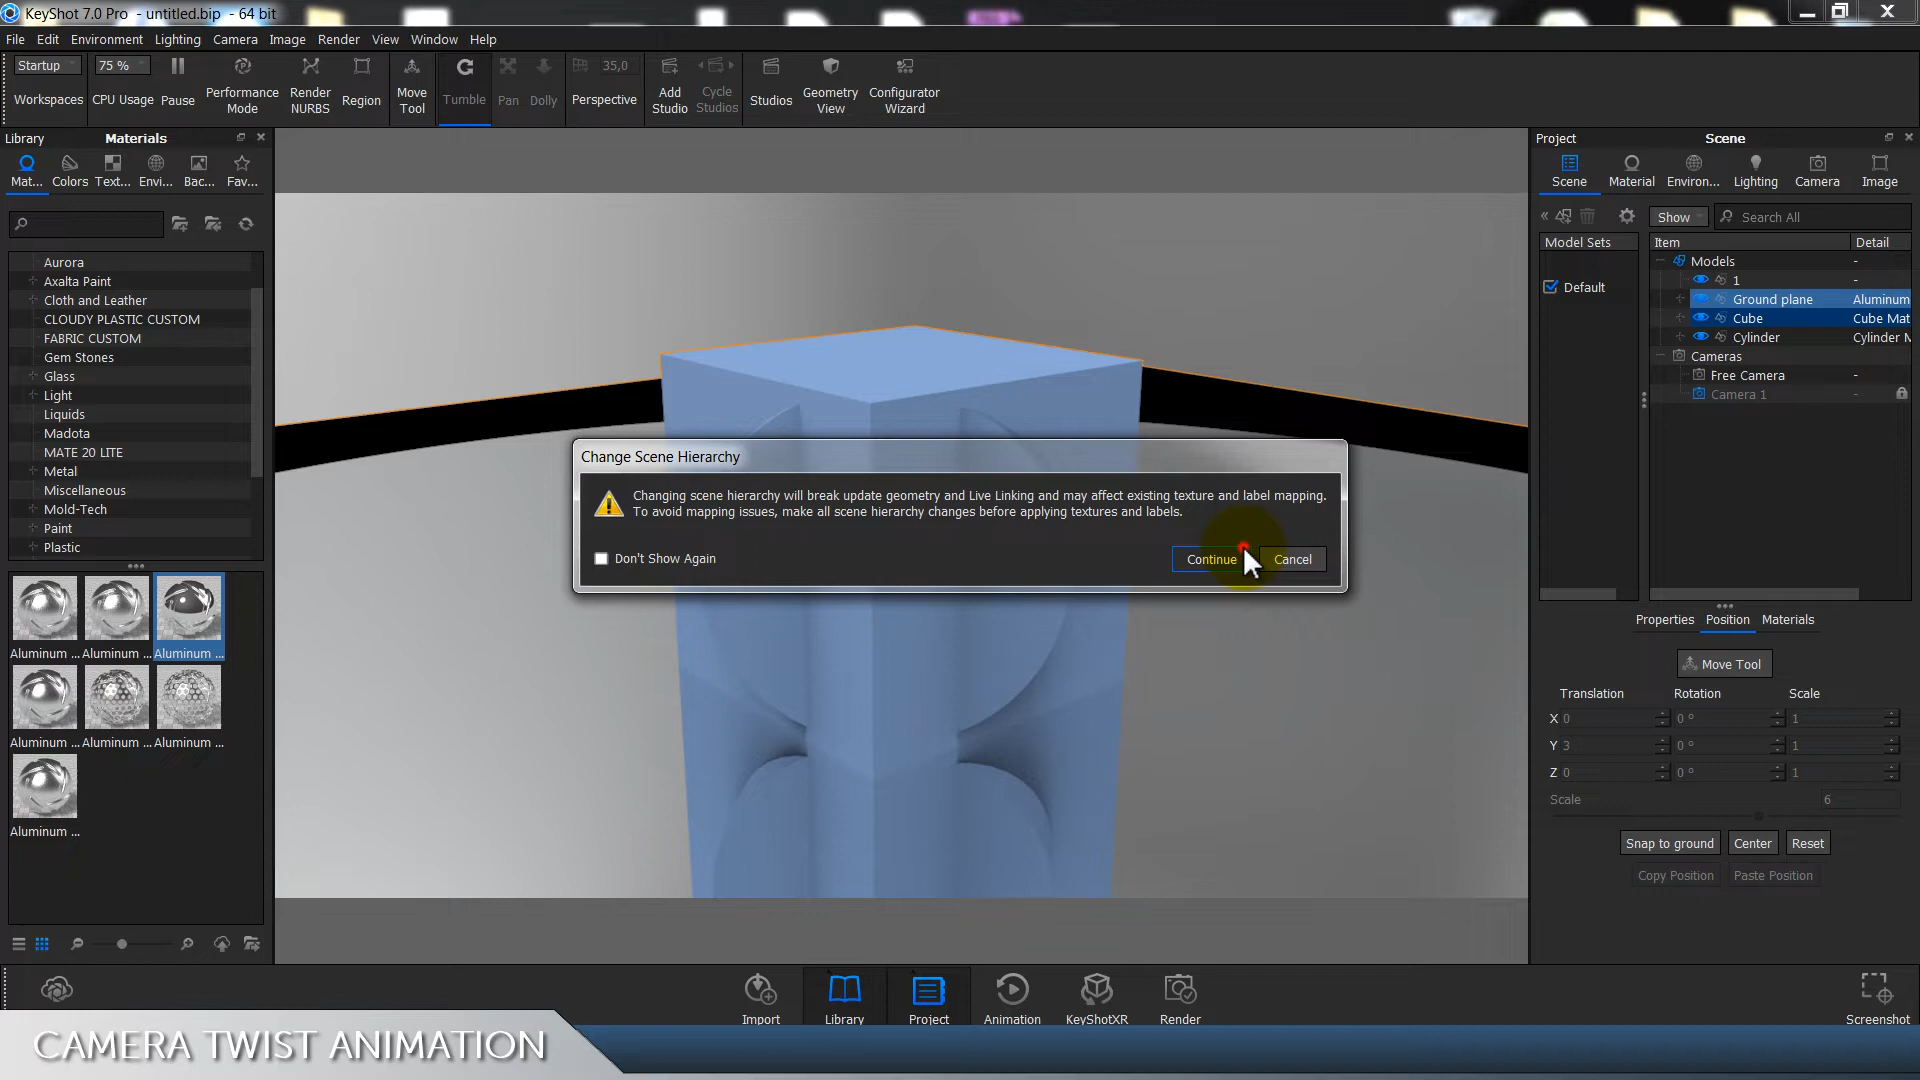 KeyShot 7.0 Pro - untitled.bip - 64 bit
File Edit Environment Lighting Camera Image Render View Window Help
Startup
75 %
35,0
Workspaces
CPU Usage
Pause
Performance
Mode
Render
NURBS
Region
Move
Tool
Tumble
Pan
Dolly
Perspective
Add
Studio
Cycle
Studios
Studios
Geometry
View
Configurator
Wizard
Library
Materials
Mat... Colors Text... Envi... Bac... Fav...
Aurora
Axalta Paint
Cloth and Leather
CLOUDY PLASTIC CUSTOM
FABRIC CUSTOM
Gem Stones
Glass
Light
Liquids
Madota
MATE 20 LITE
Metal
Miscellaneous
Mold-Tech
Paint
Plastic
Aluminum ... Aluminum ... Aluminum ...
Aluminum ... Aluminum ... Aluminum ...
Aluminum ...
Change Scene Hierarchy
Changing scene hierarchy will break update geometry and Live Linking and may affect existing texture and label mapping.
To avoid mapping issues, make all scene hierarchy changes before applying textures and labels.
Don't Show Again
Continue
Cancel
Project
Scene
Scene Material Environ... Lighting Camera Image
Show
Search All
Model Sets
Default
Item Detail
Models -
1 -
Ground plane Aluminum
Cube Cube Mat
Cylinder Cylinder M
Cameras -
Free Camera -
Camera 1 -
Properties Position Materials
Move Tool
Translation Rotation Scale
X 0 0 ° 1
Y 3 0 ° 1
Z 0 0 ° 1
Scale 6
Snap to ground Center Reset
Copy Position Paste Position
Import Library Project Animation KeyShotXR Render Screenshot
CAMERA TWIST ANIMATION